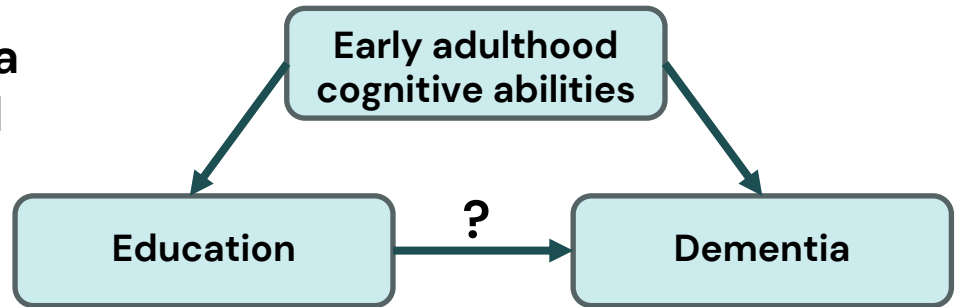 Early adulthood
cognitive abilities
a
?
Education
Dementia